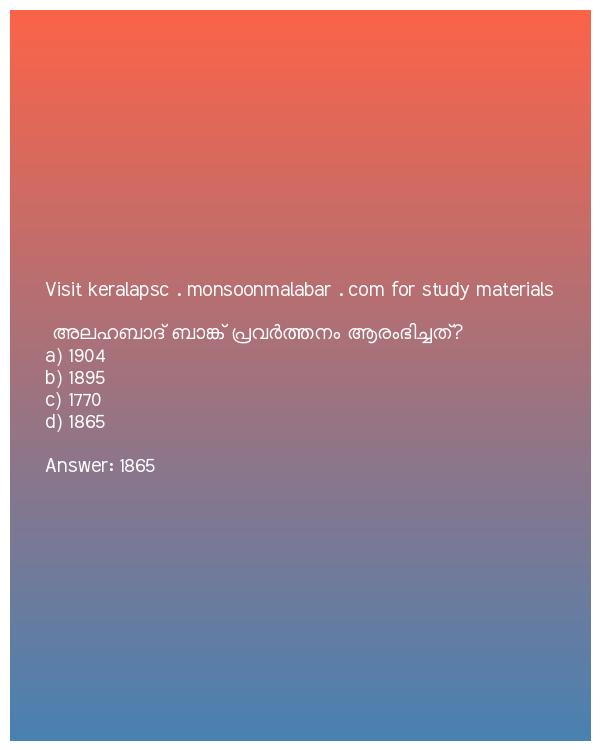 Visit keralapsc . monsoonmalabar . com for study materials
അലഹബാദ് ബാങ്ക് പ്രവർത്തനം ആരംഭിച്ചത്?
a) 1904
b) 1895
c) 1770
d) 1865
Answer: 1865